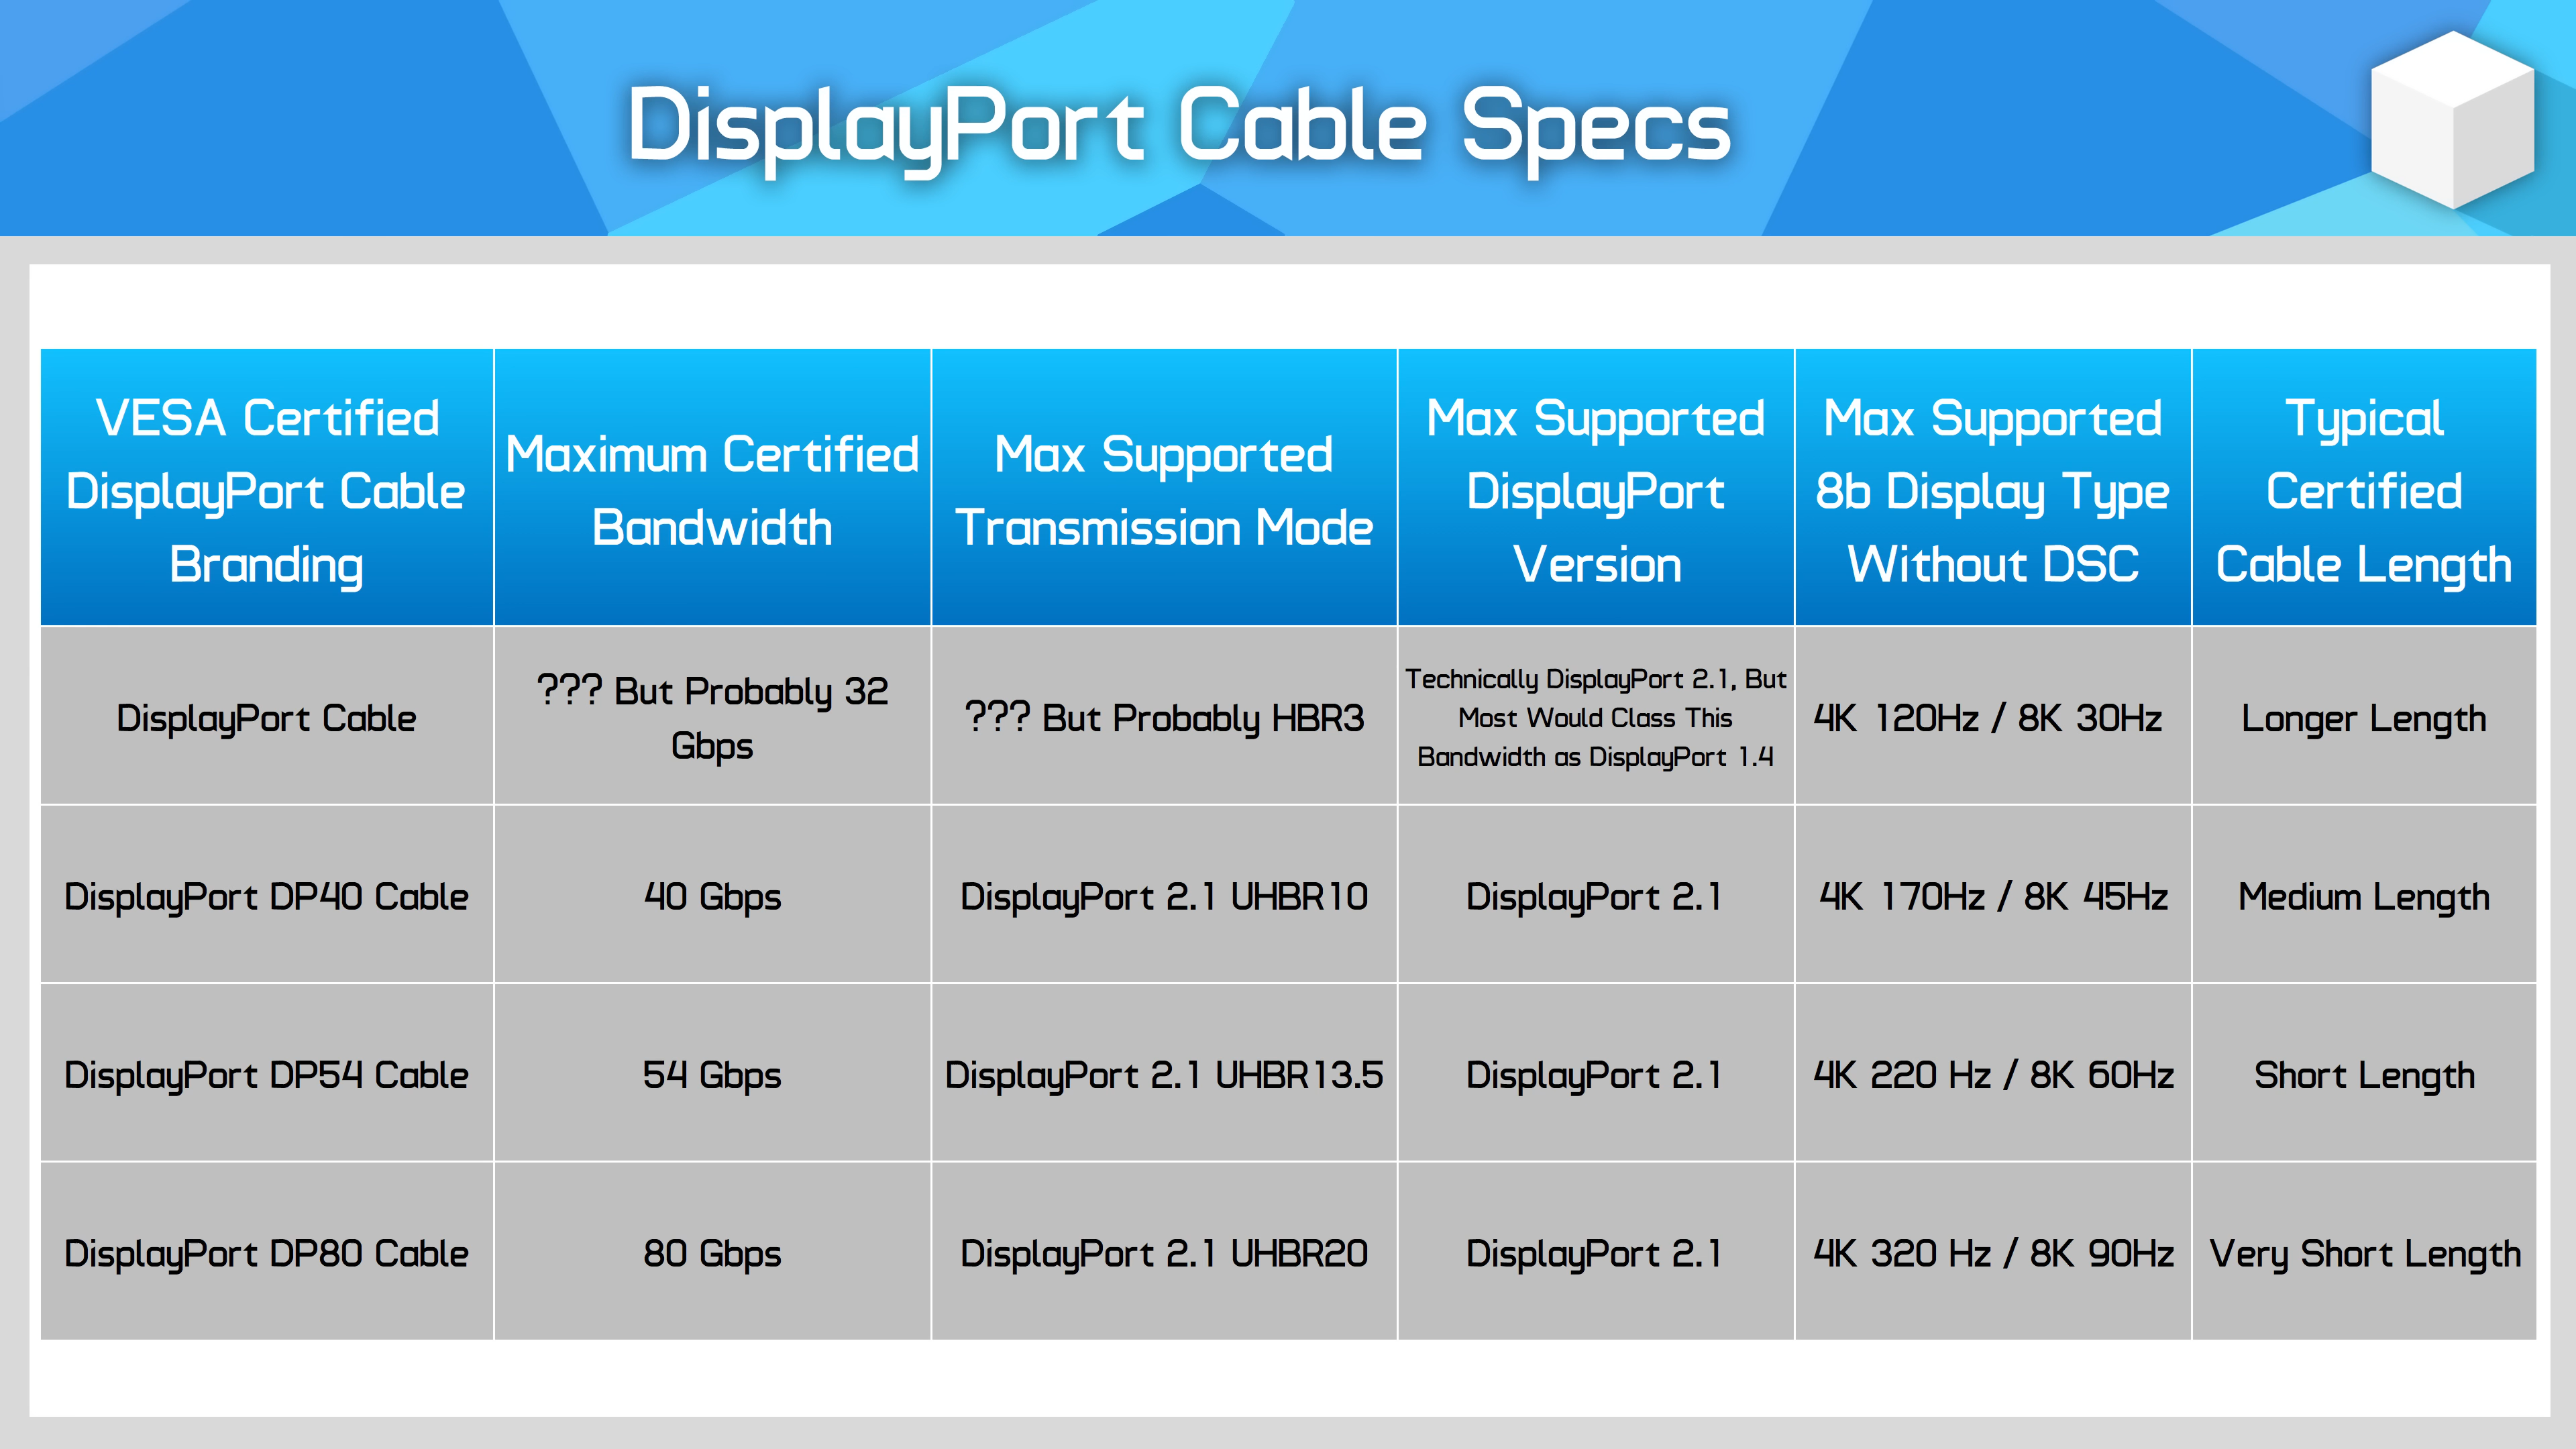 DisplayPort Cable Specs
VESA Certified
DisplayPort Cable
Branding
Maximum Certified
Bandwidth
Max Supported
Transmission Mode
Max Supported
DisplayPort
Version
Max Supported
8b Display Type
Without DSC
Typical
Certified
Cable Length
DisplayPort Cable
??? But Probably 32
Gbps
??? But Probably HBR3
Technically DisplayPort 2.1, But
Most Would Class This
Bandwidth as DisplayPort 1.4
4K 120Hz / 8K 30Hz
Longer Length
DisplayPort DP40 Cable
40 Gbps
DisplayPort 2.1 UHBR10
DisplayPort 2.1
4K 170Hz / 8K 45Hz
Medium Length
DisplayPort DP54 Cable
54 Gbps
DisplayPort 2.1 UHBR13.5
DisplayPort 2.1
4K 220 Hz / 8K 60Hz
Short Length
DisplayPort DP80 Cable
80 Gbps
DisplayPort 2.1 UHBR20
DisplayPort 2.1
4K 320 Hz / 8K 90Hz
Very Short Length